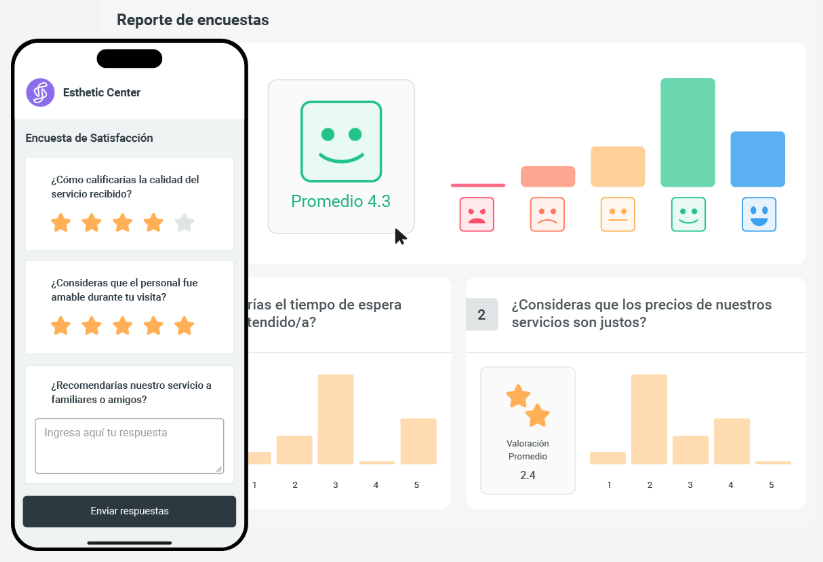 Reporte de encuestas
Esthetic Center
Encuesta de Satisfacción
¿Cómo calificarías la calidad del
servicio recibido?
¿Consideras que el personal fue
amable durante tu visita?
¿Recomendarías nuestro servicio a
familiares o amigos?
Ingresa aquí tu respuesta
Enviar respuestas
Promedio 4.3
rías el tiempo de espera
tendido/a?
1 2 3 4 5
2
¿Consideras que los precios de nuestros
servicios son justos?
Valoración
Promedio
2.4
1 2 3 4 5